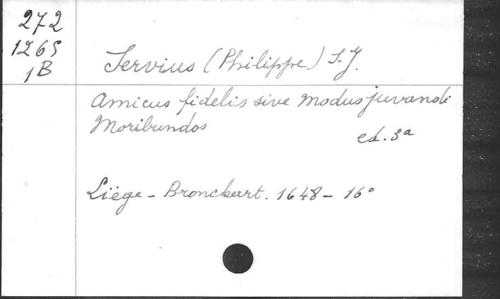 272
1265
1B
Servius (Philippe) S.J.
Amicus fidelis sive modus juvandi
Moribundos
ed. 3a
Liège - Bronckart. 1648 - 16°